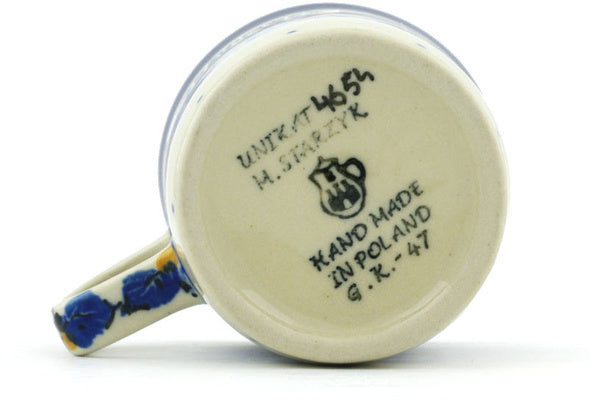 UNIKAT 4654
M. STARZYK
HAND MADE
IN POLAND
G.K.-47